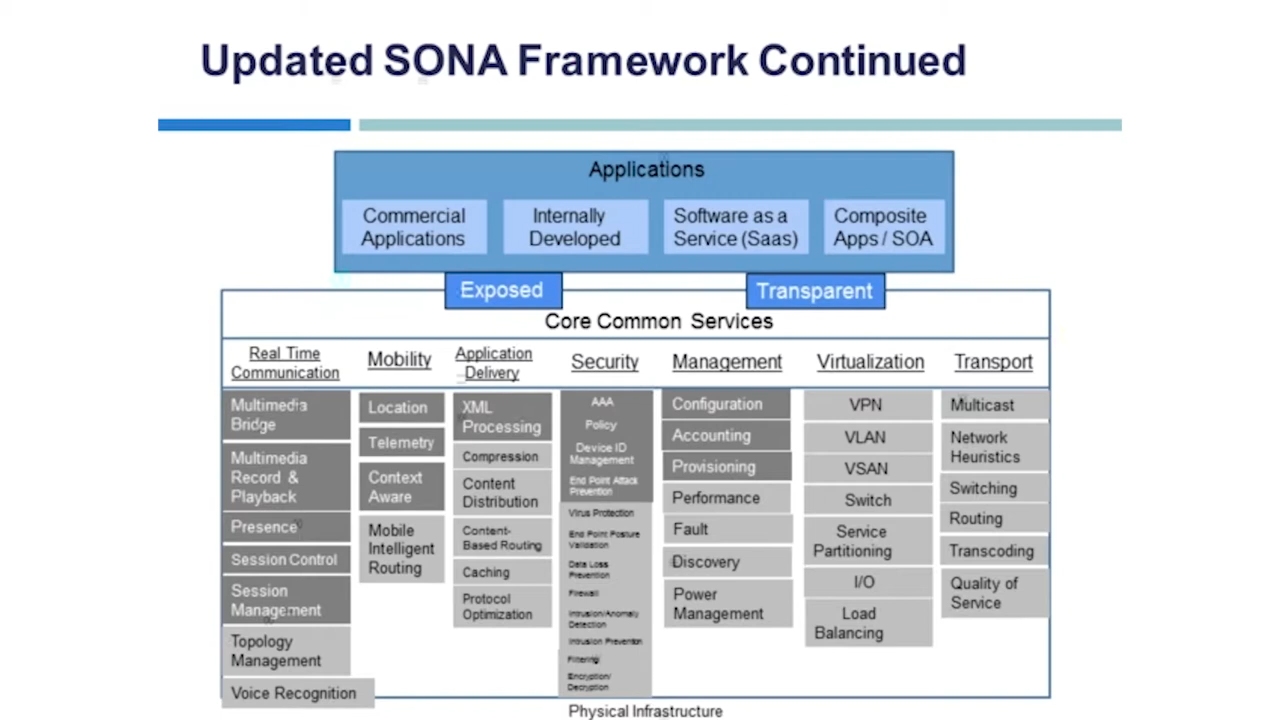 Updated SONA Framework Continued
Applications
Commercial
Applications
Internally
Developed
Software as a
Service (Saas)
Composite
Apps / SOA
Exposed
Transparent
Core Common Services
Real Time
Communication
Multimedia
Bridge
Multimedia
Record &
Playback
Presence
Session Control
Session
Management
Topology
Management
Voice Recognition
Mobility
Location
Telemetry
Context
Aware
Mobile
Intelligent
Routing
Application
Delivery
XML
Processing
Compression
Content
Distribution
Content-
Based Routing
Caching
Protocol
Optimization
Security
AAA
Policy
Device ID
Management
End Point Attack
Prevention
Virus Protection
End Point Posture
Validation
Data Loss
Prevention
Firewall
Intrusion/Anomaly
Detection
Intrusion Prevention
Filtering
Encryption/
Decryption
Management
Configuration
Accounting
Provisioning
Performance
Fault
Discovery
Power
Management
Virtualization
VPN
VLAN
VSAN
Switch
Service
Partitioning
I/O
Load
Balancing
Transport
Multicast
Network
Heuristics
Switching
Routing
Transcoding
Quality of
Service
Physical Infrastructure